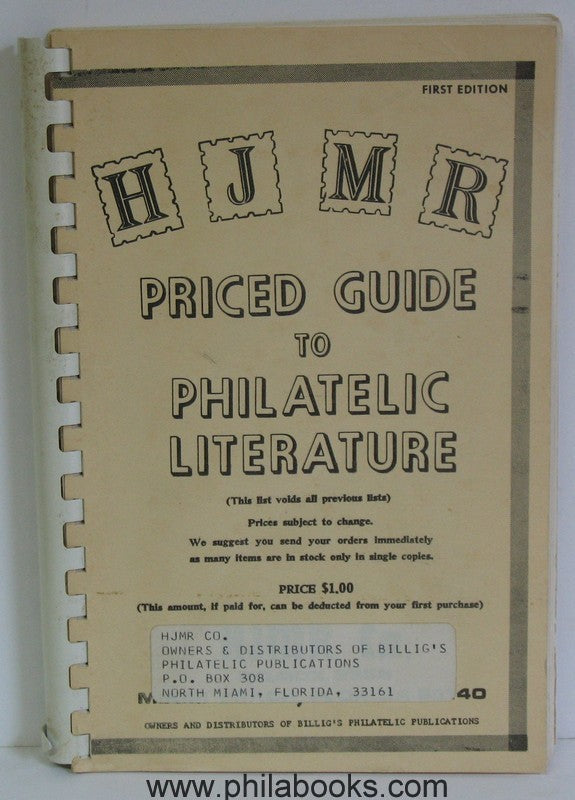 FIRST EDITION
H J M R
PRICED GUIDE
TO
PHILATELIC
LITERATURE
(This list voids all previous lists)
Prices subject to change.
We suggest you send your orders immediately
as many items are in stock only in single copies.
PRICE $1.00
(This amount, if paid for, can be deducted from your first purchase)
HJMR CO.
OWNERS & DISTRIBUTORS OF BILLIG'S
PHILATELIC PUBLICATIONS
P.O. BOX 308
NORTH MIAMI, FLORIDA, 33161
40
OWNERS AND DISTRIBUTORS OF BILLIG'S PHILATELIC PUBLICATIONS
www.philabooks.com